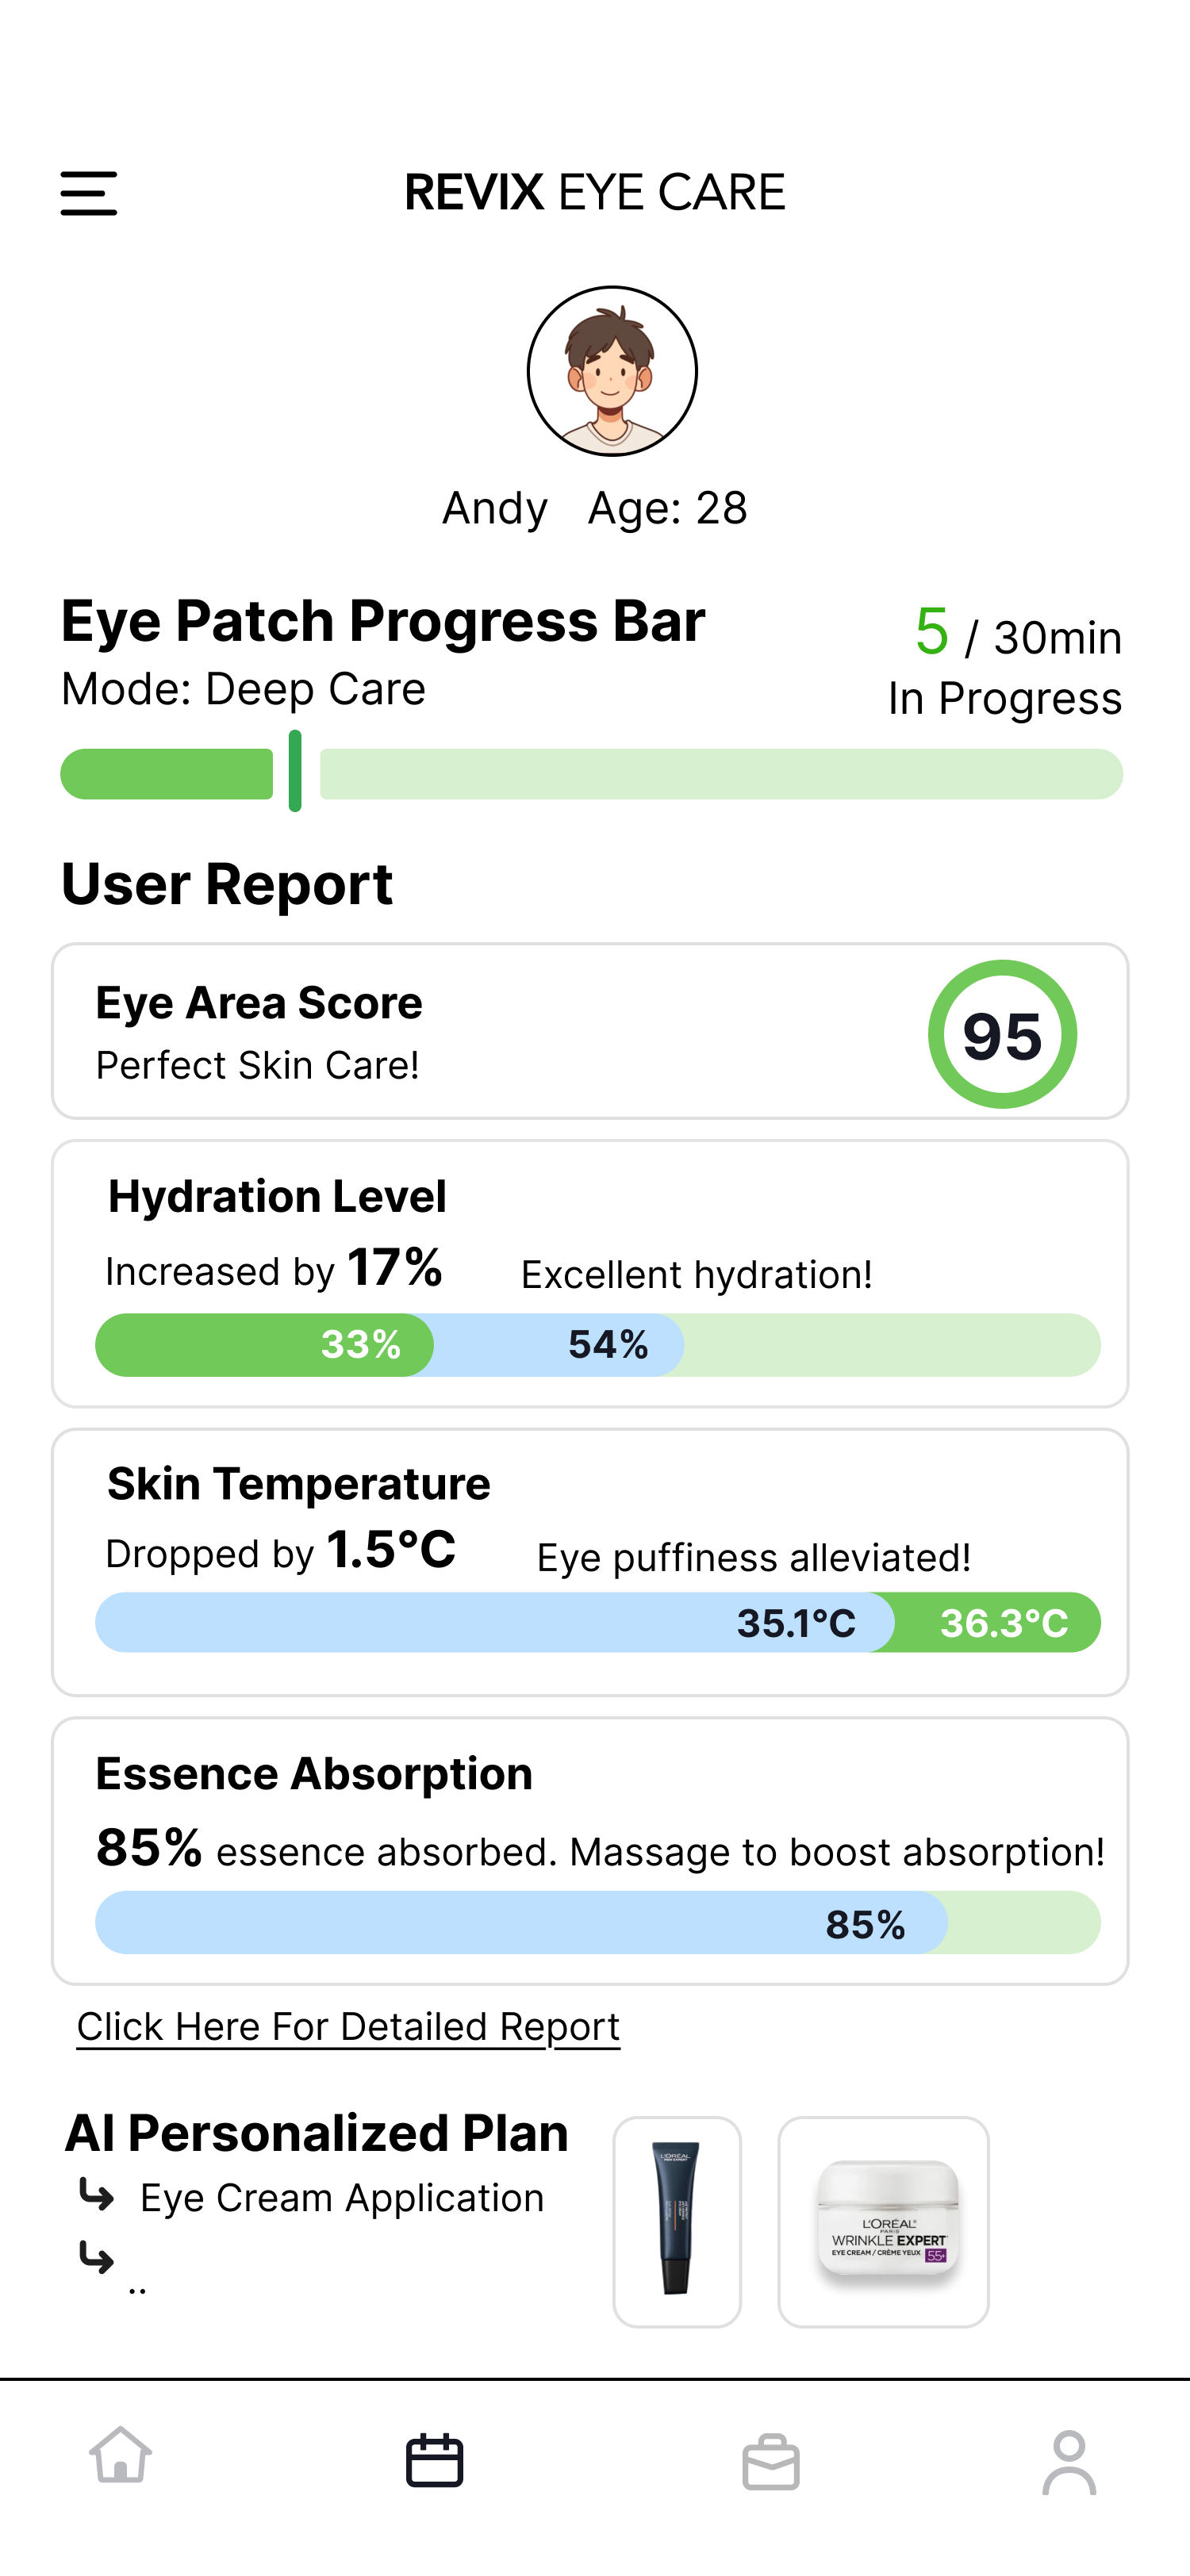 REVIX EYE CARE
Andy Age: 28
Eye Patch Progress Bar
5 / 30min
Mode: Deep Care
In Progress
User Report
Eye Area Score
Perfect Skin Care!
95
Hydration Level
Increased by 17% Excellent hydration!
33% 54%
Skin Temperature
Dropped by 1.5°C Eye puffiness alleviated!
35.1°C 36.3°C
Essence Absorption
85% essence absorbed. Massage to boost absorption!
85%
Click Here For Detailed Report
AI Personalized Plan
Eye Cream Application
..
L'ORÉAL
MEN EXPERT
L'ORÉAL
PARIS
WRINKLE EXPERT
EYE CREAM / CRÈME YEUX 55+